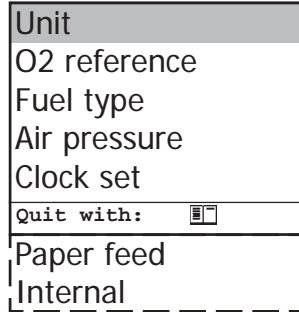 Unit
O2 reference
Fuel type
Air pressure
Clock set
Quit with:
Paper feed
Internal